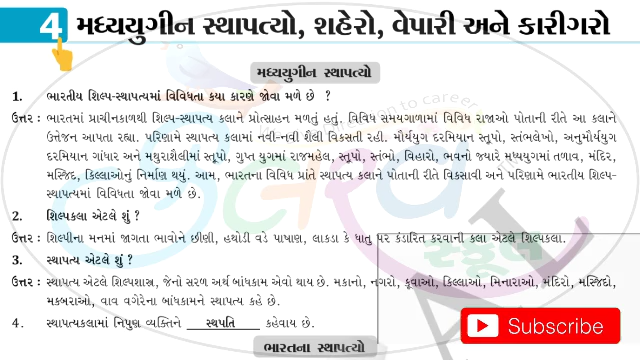 4 મધ્યયુગીન સ્થાપત્યો, શહેરો, વેપારી અને કારીગરો
મધ્યયુગીન સ્થાપત્યો
1. ભારતીય શિલ્પ-સ્થાપત્યમાં વિવિધતા કયા કારણે જોવા મળે છે ?
ઉત્તર : ભારતમાં પ્રાચીનકાળથી શિલ્પ-સ્થાપત્ય કલાને પ્રોત્સાહન મળતું હતું. વિવિધ સમયગાળામાં વિવિધ રાજાઓ પોતાની રીતે આ કલાને
ઉત્તેજન આપતા રહ્યા. પરિણામે સ્થાપત્ય કલામાં નવી-નવી શૈલી વિકસતી રહી. મૌર્યયુગ દરમિયાન સ્તૂપો, સ્તંભલેખો, અનુમૌર્યયુગ
દરમિયાન ગાંધાર અને મથુરાશૈલીમાં સ્તૂપો, ગુપ્ત યુગમાં રાજમહેલ, સ્તૂપો, સ્તંભો, વિહારો, ભવનો જ્યારે મધ્યયુગમાં તળાવ, મંદિર,
મસ્જિદ, કિલ્લાઓનું નિર્માણ થયું. આમ, ભારતના વિવિધ પ્રાંતે સ્થાપત્ય કલાને પોતાની રીતે વિકસાવી અને પરિણામે ભારતીય શિલ્પ-
સ્થાપત્યમાં વિવિધતા જોવા મળે છે.
2. શિલ્પકલા એટલે શું ?
ઉત્તર : શિલ્પીના મનમાં જાગતા ભાવોને છીણી, હથોડી વડે પાષાણ, લાકડા કે ધાતુ પર કંડારિત કરવાની કલા એટલે શિલ્પકલા.
3. સ્થાપત્ય એટલે શું ?
ઉત્તર : સ્થાપત્ય એટલે શિલ્પશાસ્ત્ર, જેનો સરળ અર્થ બાંધકામ એવો થાય છે. મકાનો, નગરો, કૂવાઓ, કિલ્લાઓ, મિનારાઓ, મંદિરો, મસ્જિદો,
મકબરાઓ, વાવ વગેરેના બાંધકામને સ્થાપત્ય કહે છે.
4. સ્થાપત્યકલામાં નિપુણ વ્યક્તિને સ્થપતિ કહેવાય છે.
Subscribe
ભારતના સ્થાપત્યો